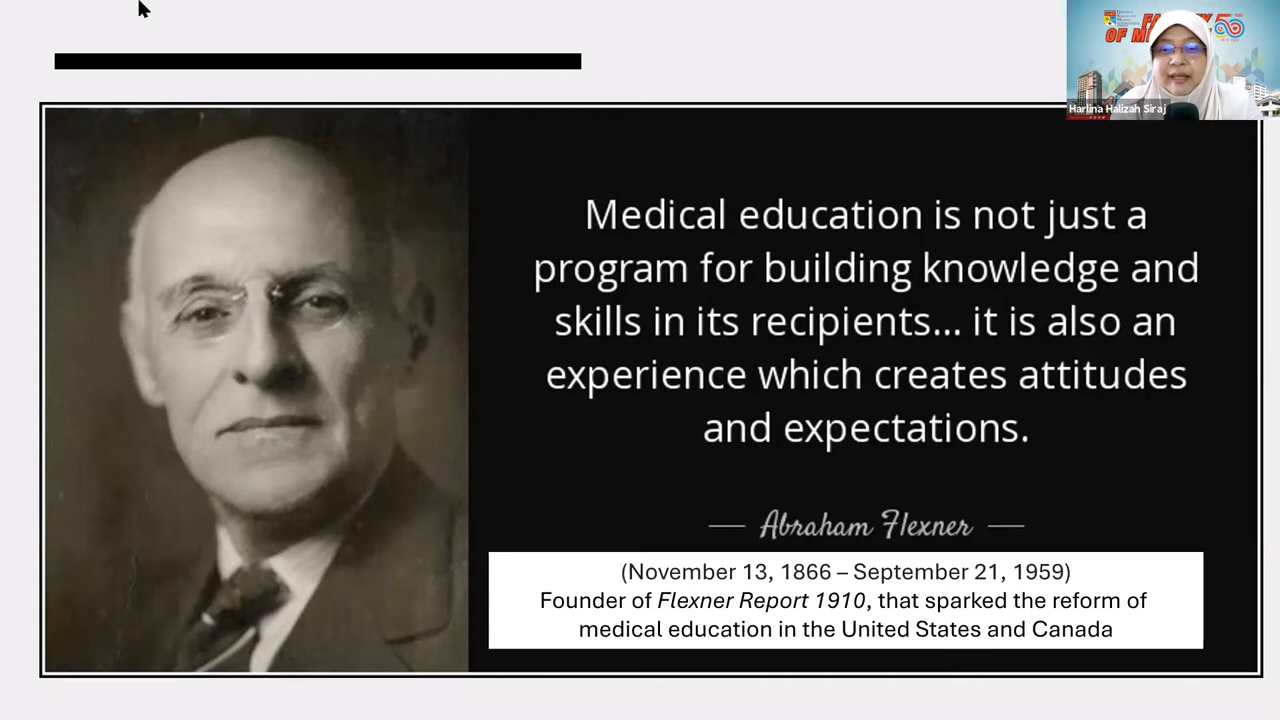 Harlina Halizah Siraj
Medical education is not just a
program for building knowledge and
skills in its recipients... it is also an
experience which creates attitudes
and expectations.
Abraham Flexner
(November 13, 1866 – September 21, 1959)
Founder of Flexner Report 1910, that sparked the reform of
medical education in the United States and Canada